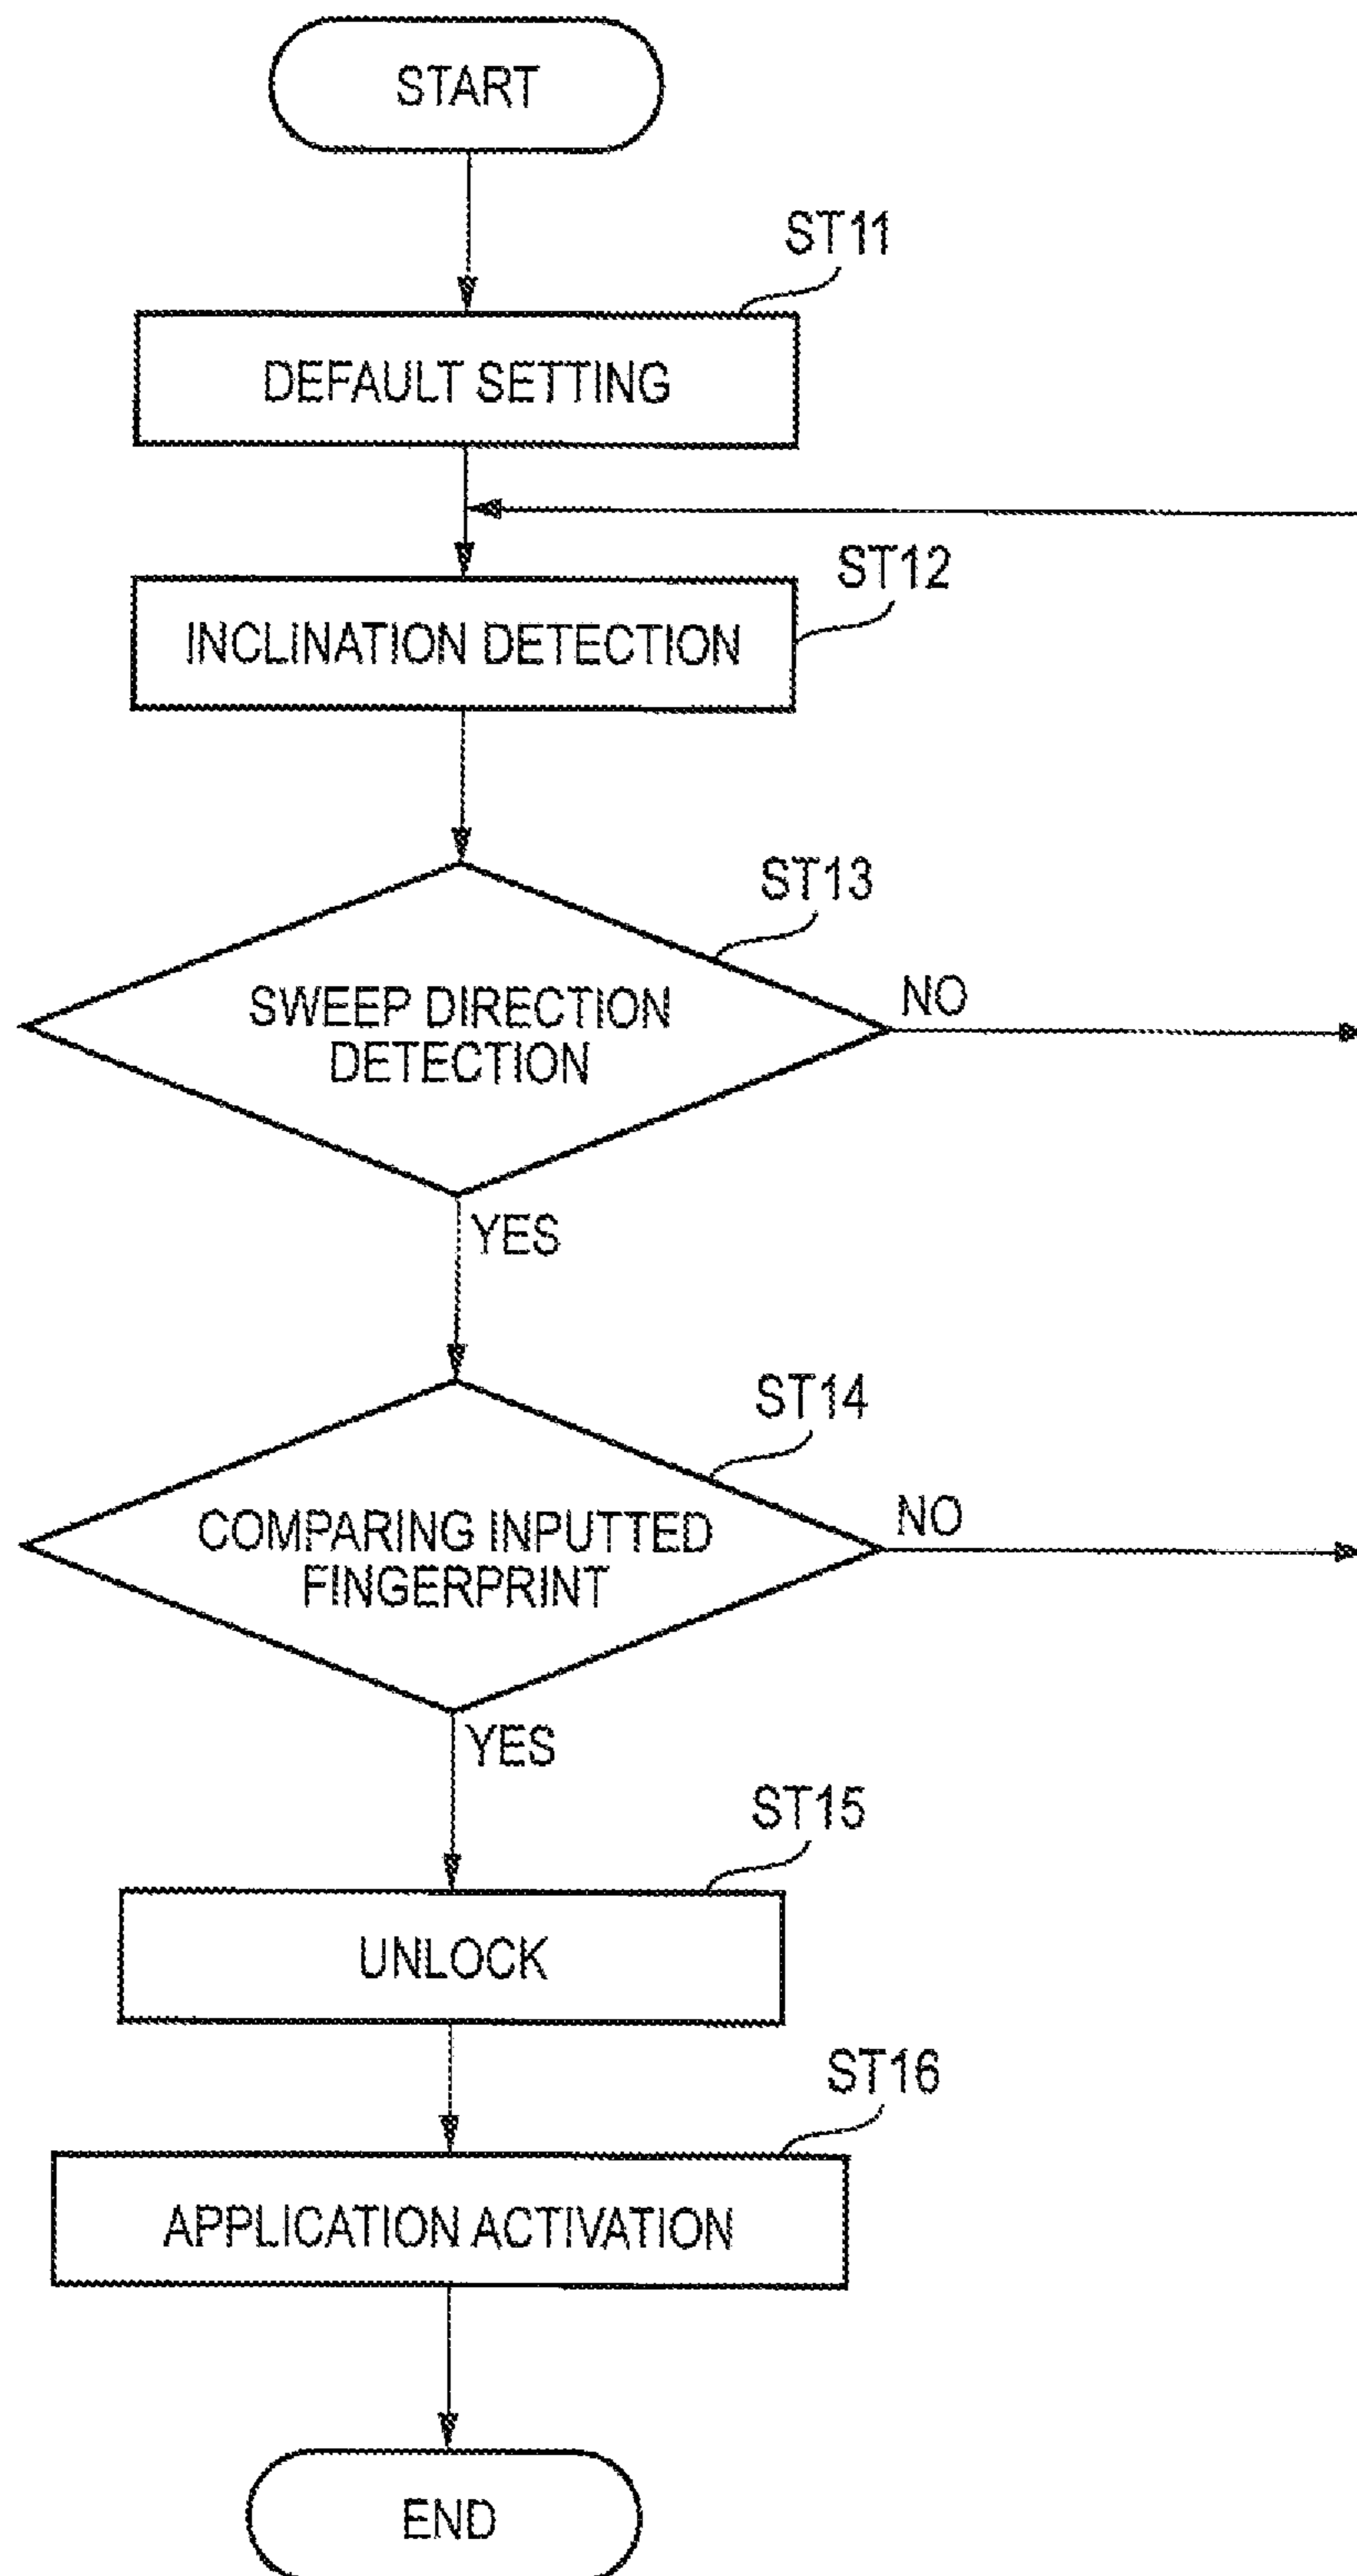 START
ST11
DEFAULT SETTING
ST12
INCLINATION DETECTION
ST13
SWEEP DIRECTION
DETECTION
NO
YES
ST14
COMPARING INPUTTED
FINGERPRINT
NO
YES
ST15
UNLOCK
ST16
APPLICATION ACTIVATION
END